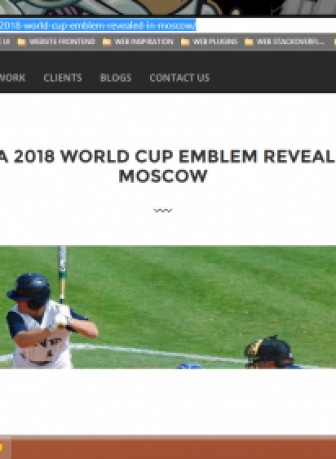 2018-world-cup-emblem-revealed-in-moscow/
UI WEBSITE FRONTEND WEB INSPIRATION WEB PLUGINS WEB STACKOVERFL...
WORK CLIENTS BLOGS CONTACT US
A 2018 WORLD CUP EMBLEM REVEAL
MOSCOW
4